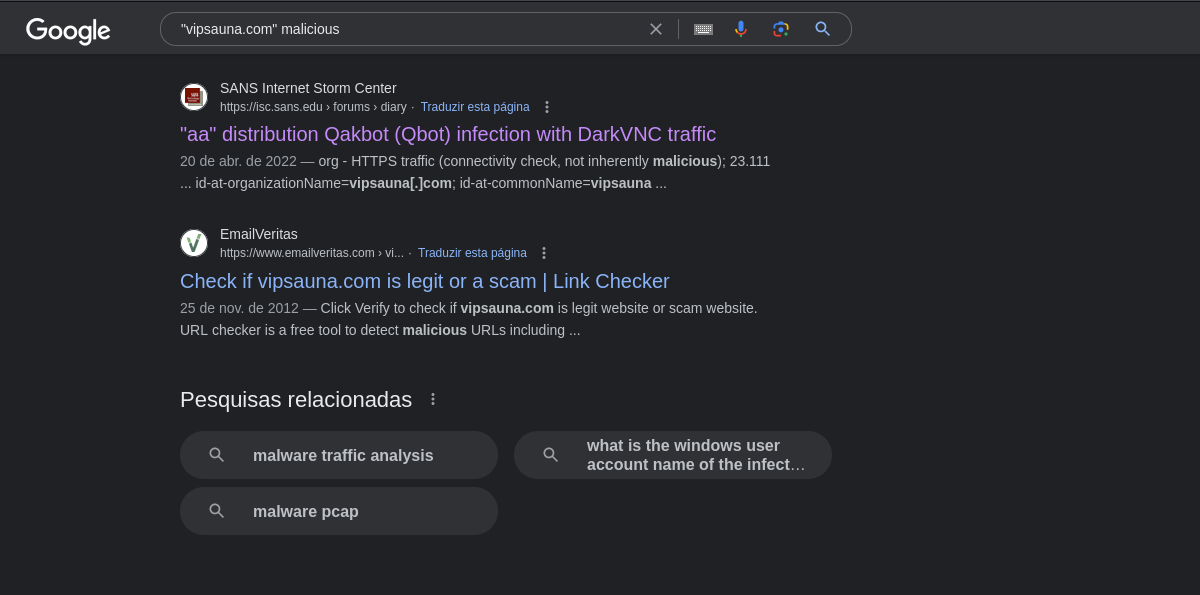 Google
"vipsauna.com" malicious
SANS Internet Storm Center
https://isc.sans.edu › forums › diary · Traduzir esta página
"aa" distribution Qakbot (Qbot) infection with DarkVNC traffic
20 de abr. de 2022 — org - HTTPS traffic (connectivity check, not inherently malicious); 23.111
... id-at-organizationName=vipsauna[.]com; id-at-commonName=vipsauna ...
EmailVeritas
https://www.emailveritas.com › vi... · Traduzir esta página
Check if vipsauna.com is legit or a scam | Link Checker
25 de nov. de 2012 — Click Verify to check if vipsauna.com is legit website or scam website.
URL checker is a free tool to detect malicious URLs including ...
Pesquisas relacionadas
malware traffic analysis
what is the windows user
account name of the infect...
malware pcap